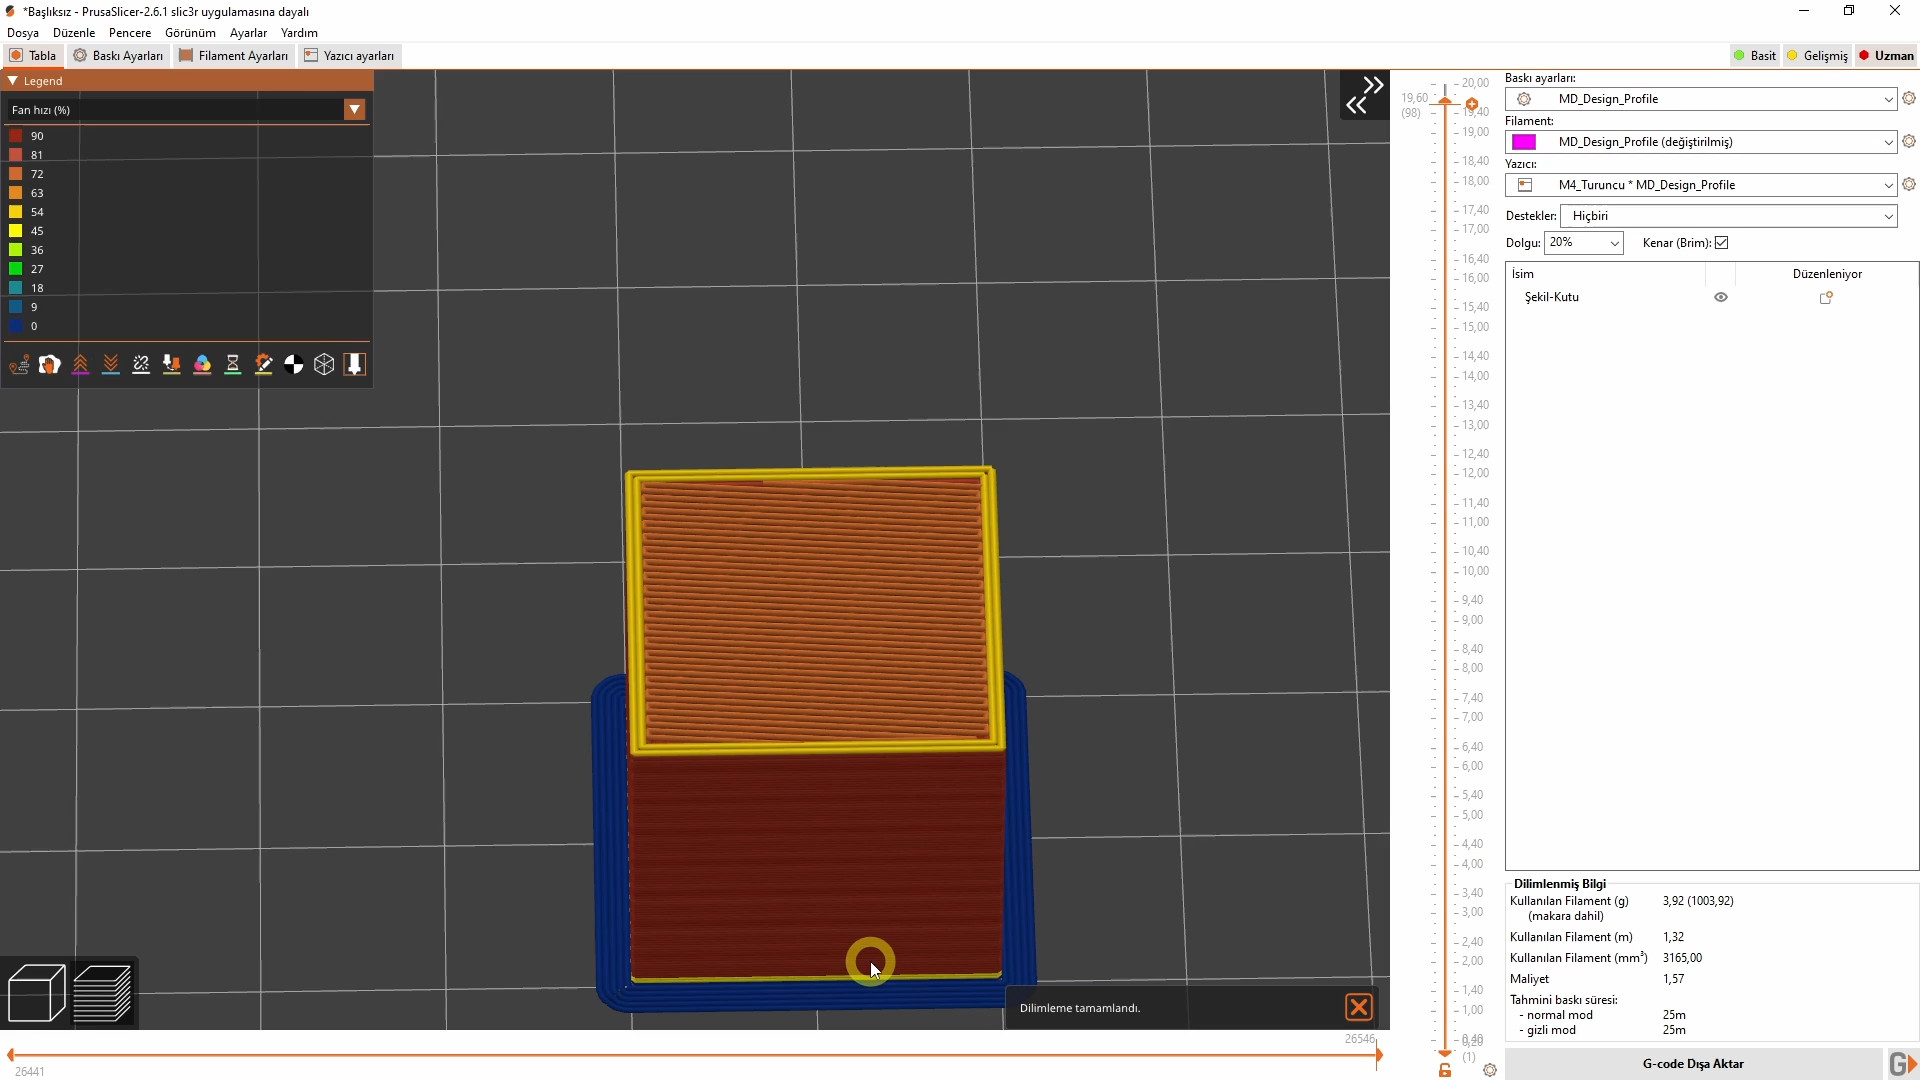 *Başlıksız - PrusaSlicer-2.6.1 slic3r uygulamasına dayalı
Dosya Düzenle Pencere Görünüm Ayarlar Yardım
Tabla Baskı Ayarları Filament Ayarları Yazıcı ayarları
Basit Gelişmiş Uzman
Legend
Fan hızı (%)
90
81
72
63
54
45
36
27
18
9
0
Dilimleme tamamlandı.
26546
26441
19,60
(98)
20,00
19,40
19,00
18,40
18,00
17,40
17,00
16,40
16,00
15,40
15,00
14,40
14,00
13,40
13,00
12,40
12,00
11,40
11,00
10,40
10,00
9,40
9,00
8,40
8,00
7,40
7,00
6,40
6,00
5,40
5,00
4,40
4,00
3,40
3,00
2,40
2,00
1,40
1,00
(1)
Baskı ayarları:
MD_Design_Profile
Filament:
MD_Design_Profile (değiştirilmiş)
Yazıcı:
M4_Turuncu * MD_Design_Profile
Destekler: Hiçbiri
Dolgu: 20% Kenar (Brim):
İsim Düzenleniyor
Şekil-Kutu
Dilimlenmiş Bilgi
Kullanılan Filament (g) 3,92 (1003,92)
(makara dahil)
Kullanılan Filament (m) 1,32
Kullanılan Filament (mm³) 3165,00
Maliyet 1,57
Tahmini baskı süresi:
- normal mod 25m
- gizli mod 25m
G-code Dışa Aktar
G